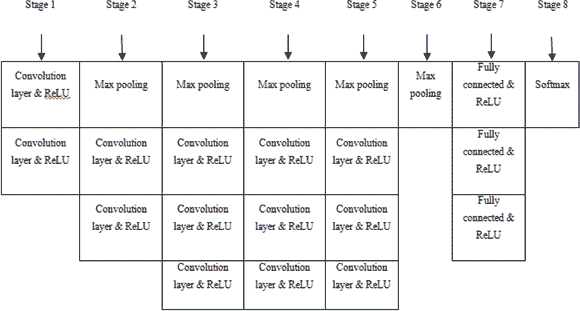 Stage 1 Stage 2 Stage 3 Stage 4 Stage 5 Stage 6 Stage 7 Stage 8
Convolution
layer & ReLU
Max pooling
Max pooling
Max pooling
Max pooling
Max
pooling
Fully
connected &
ReLU
Softmax
Convolution
layer & ReLU
Convolution
layer & ReLU
Convolution
layer & ReLU
Convolution
layer & ReLU
Convolution
layer & ReLU
Fully
connected &
ReLU
Convolution
layer & ReLU
Convolution
layer & ReLU
Convolution
layer & ReLU
Convolution
layer & ReLU
Fully
connected &
ReLU
Convolution
layer & ReLU
Convolution
layer & ReLU
Convolution
layer & ReLU